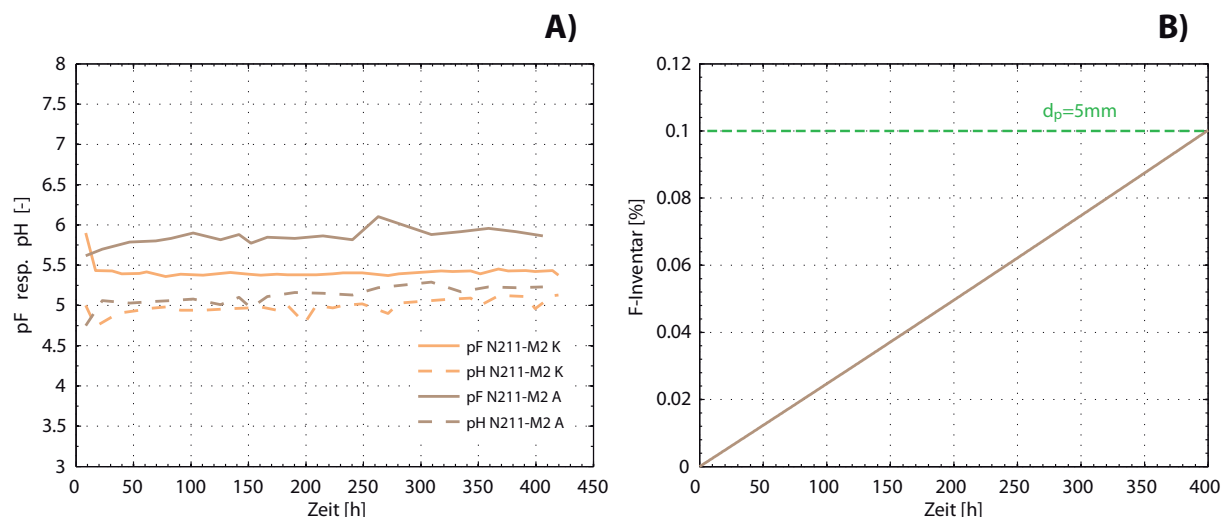 A)
8
7.5
7
6.5
6
5.5
5
4.5
4
3.5
3
pF resp. pH [-]
0 50 100 150 200 250 300 350 400 450
Zeit [h]
pF N211-M2 K
pH N211-M2 K
pF N211-M2 A
pH N211-M2 A
B)
0.12
0.1
0.08
0.06
0.04
0.02
0
F-Inventar [%]
dp=5mm
0 50 100 150 200 250 300 350 400
Zeit [h]